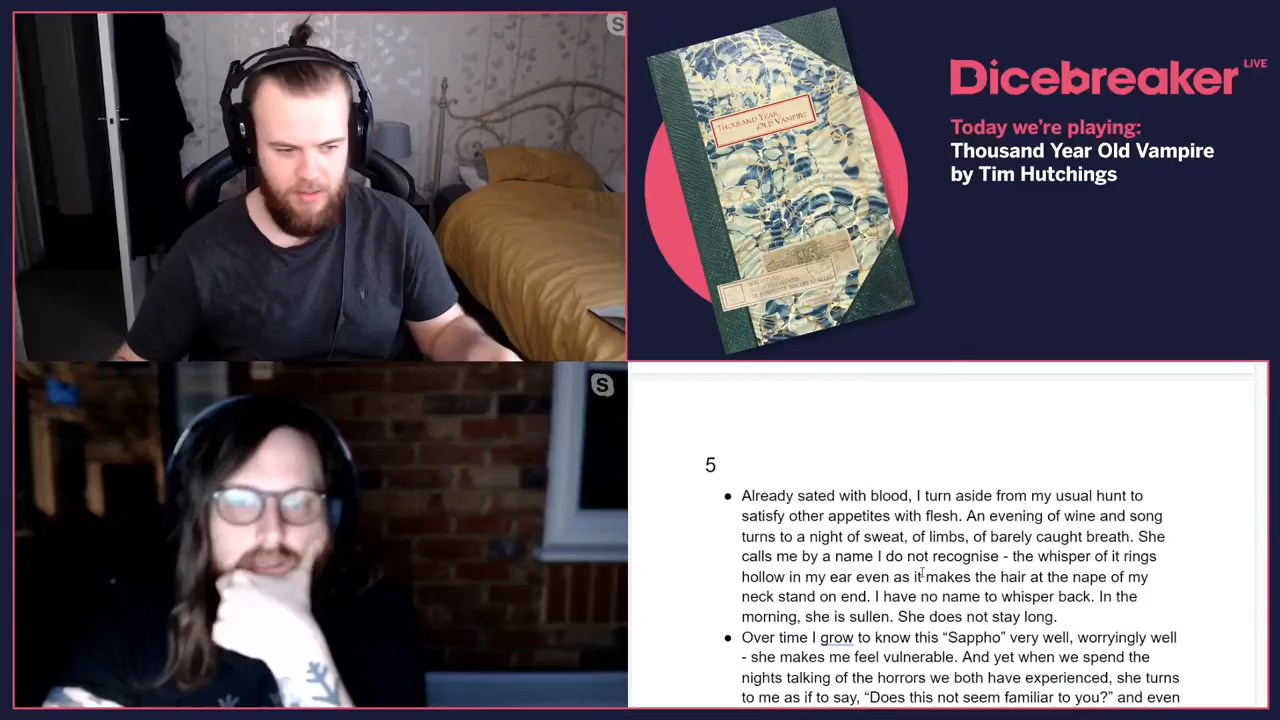 Dicebreaker LIVE
Today we're playing:
Thousand Year Old Vampire
by Tim Hutchings
THOUSAND YEAR
OLD VAMPIRE
5
● Already sated with blood, I turn aside from my usual hunt to
satisfy other appetites with flesh. An evening of wine and song
turns to a night of sweat, of limbs, of barely caught breath. She
calls me by a name I do not recognise - the whisper of it rings
hollow in my ear even as it makes the hair at the nape of my
neck stand on end. I have no name to whisper back. In the
morning, she is sullen. She does not stay long.
● Over time I grow to know this “Sappho” very well, worryingly well
- she makes me feel vulnerable. And yet when we spend the
nights talking of the horrors we both have experienced, she turns
to me as if to say, “Does this not seem familiar to you?” and even